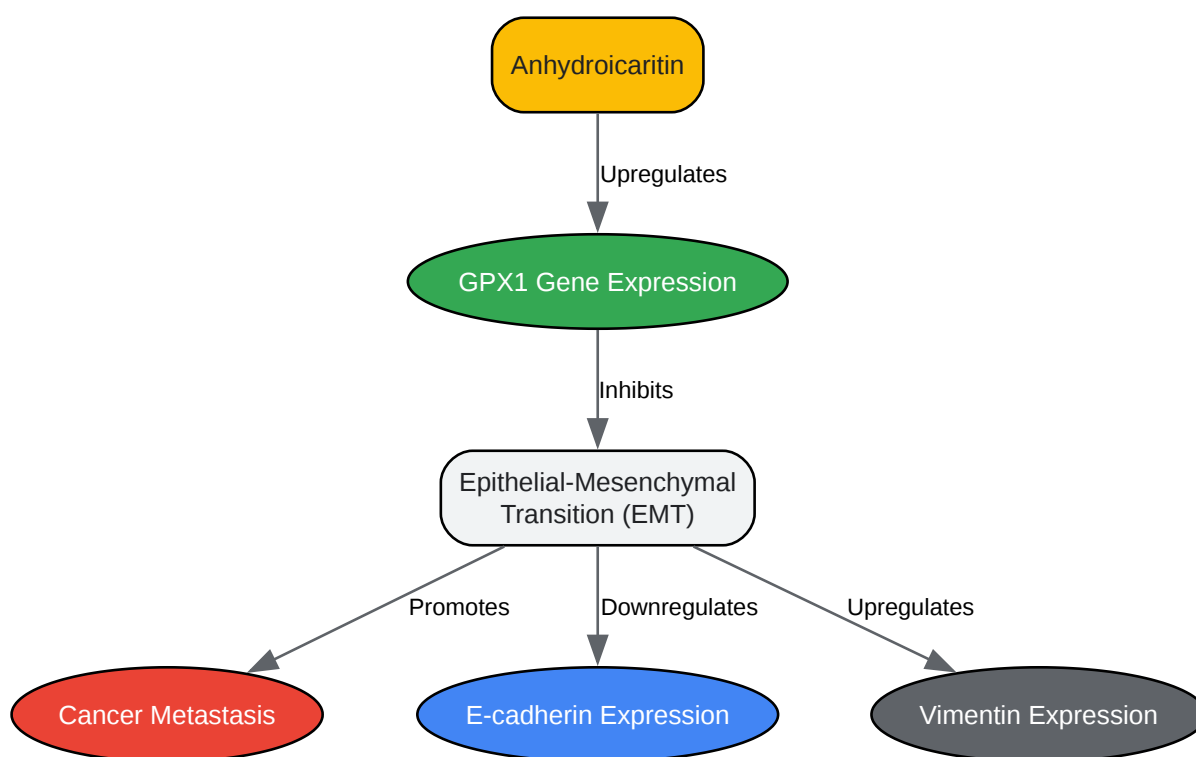 Anhydroicaritin
Upregulates
GPX1 Gene Expression
Inhibits
Epithelial-Mesenchymal
Transition (EMT)
Promotes
Downregulates
Upregulates
Cancer Metastasis
E-cadherin Expression
Vimentin Expression